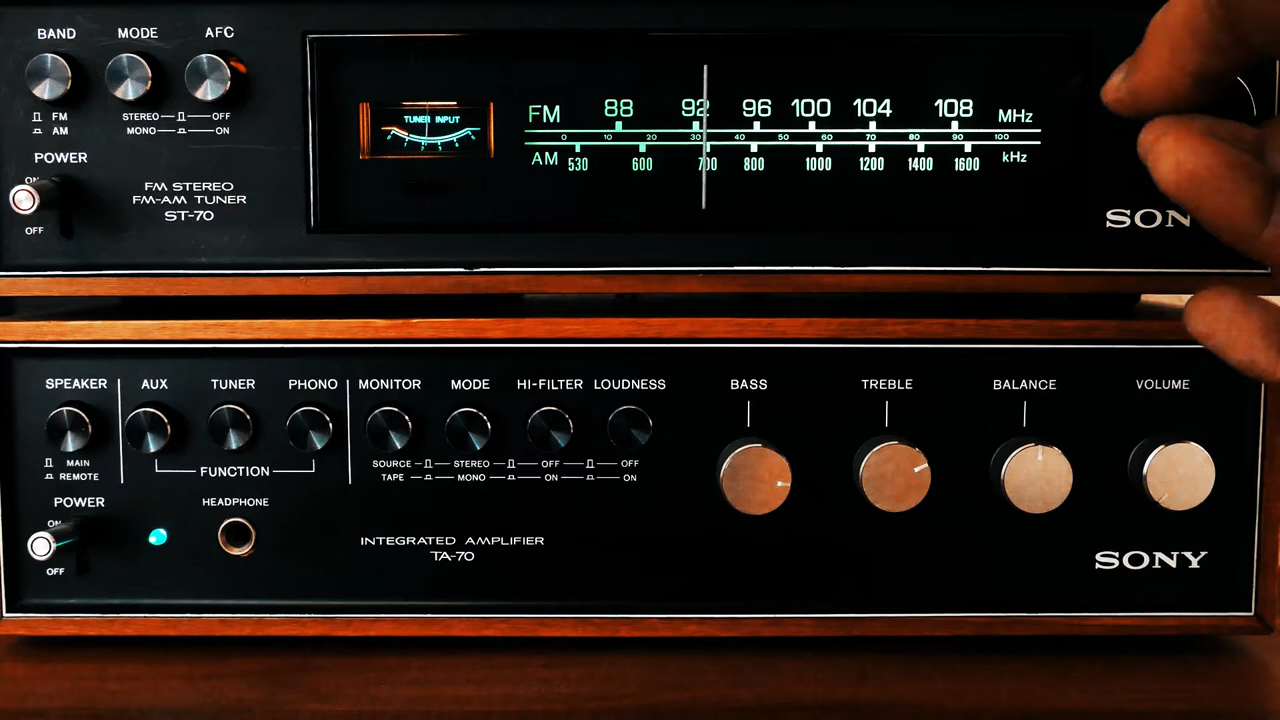 BAND MODE AFC
FM STEREO OFF
AM MONO ON
POWER
ON
OFF
FM STEREO
FM-AM TUNER
ST-70
TUNER INPUT
FM 88 92 96 100 104 108 MHz
0 10 20 30 40 50 60 70 80 90 100
AM 530 600 700 800 1000 1200 1400 1600 kHz
SON
SPEAKER AUX TUNER PHONO MONITOR MODE HI-FILTER LOUDNESS BASS TREBLE BALANCE VOLUME
MAIN
REMOTE
FUNCTION
SOURCE STEREO OFF OFF
TAPE MONO ON ON
POWER
ON
OFF
HEADPHONE
INTEGRATED AMPLIFIER
TA-70
SONY